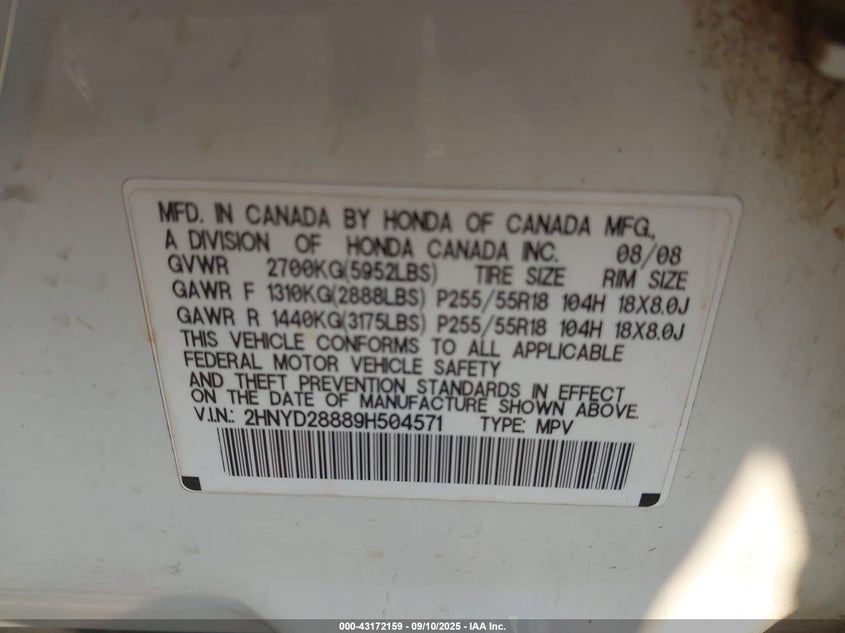 MFD. IN CANADA BY HONDA OF CANADA MFG.,
A DIVISION OF HONDA CANADA INC. 08/08
GVWR 2700KG(5952LBS) TIRE SIZE RIM SIZE
GAWR F 1310KG(2888LBS) P255/55R18 104H 18X8.0J
GAWR R 1440KG(3175LBS) P255/55R18 104H 18X8.0J
THIS VEHICLE CONFORMS TO ALL APPLICABLE
FEDERAL MOTOR VEHICLE SAFETY
AND THEFT PREVENTION STANDARDS IN EFFECT
ON THE DATE OF MANUFACTURE SHOWN ABOVE.
V.I.N.: 2HNYD28889H504571 TYPE: MPV
000-43172159 — 09/10/2025 — IAA Inc.